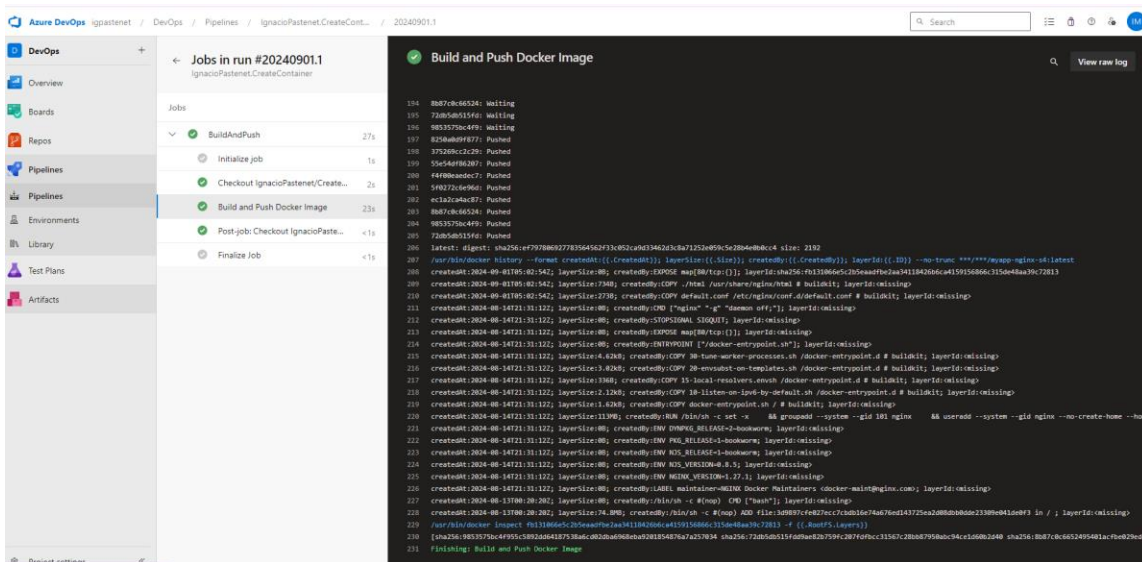 Azure DevOps igpastenet / DevOps / Pipelines / IgnacioPastenet.CreateCont... / 20240901.1
Search
IM
D DevOps +
Overview
Boards
Repos
Pipelines
Pipelines
Environments
Library
Test Plans
Artifacts
Project settings
← Jobs in run #20240901.1
IgnacioPastenet.CreateContainer
Jobs
BuildAndPush 27s
Initialize job 1s
Checkout IgnacioPastenet/Create... 2s
Build and Push Docker Image 23s
Post-job: Checkout IgnacioPaste... <1s
Finalize Job <1s
Build and Push Docker Image
View raw log
194 8b87c0c66524: Waiting
195 72db5db515fd: Waiting
196 9853575bc4f9: Waiting
197 8250a0d9f877: Pushed
198 375269cc2c29: Pushed
199 55e54df86207: Pushed
200 f4f00eaedec7: Pushed
201 5f0272c6e96d: Pushed
202 ec1a2ca4ac87: Pushed
203 8b87c0c66524: Pushed
204 9853575bc4f9: Pushed
205 72db5db515fd: Pushed
206 latest: digest: size: 2192
207 /usr/bin/docker history --format createdAt:{{.CreatedAt}}; layerSize:{{.Size}}; createdBy:{{.CreatedBy}}; layerId:{{.ID}} --no-trunc ***/***/myapp-nginx-s4:latest
208 createdAt:2024-09-01T05:02:54Z; layerSize:0B; createdBy:EXPOSE map[80/tcp:{}];
209 createdAt:2024-09-01T05:02:54Z; layerSize:734B; createdBy:COPY ./html /usr/share/nginx/html # buildkit; layerId:<missing>
210 createdAt:2024-09-01T05:02:54Z; layerSize:273B; createdBy:COPY default.conf /etc/nginx/conf.d/default.conf # buildkit; layerId:<missing>
211 createdAt:2024-08-14T21:31:12Z; layerSize:0B; createdBy:CMD ["nginx" "-g" "daemon off;"]; layerId:<missing>
212 createdAt:2024-08-14T21:31:12Z; layerSize:0B; createdBy:STOPSIGNAL SIGQUIT; layerId:<missing>
213 createdAt:2024-08-14T21:31:12Z; layerSize:0B; createdBy:EXPOSE map[80/tcp:{}]; layerId:<missing>
214 createdAt:2024-08-14T21:31:12Z; layerSize:0B; createdBy:ENTRYPOINT ["/docker-entrypoint.sh"]; layerId:<missing>
215 createdAt:2024-08-14T21:31:12Z; layerSize:4.62kB; createdBy:COPY 30-tune-worker-processes.sh /docker-entrypoint.d # buildkit; layerId:<missing>
216 createdAt:2024-08-14T21:31:12Z; layerSize:3.02kB; createdBy:COPY 20-envsubst-on-templates.sh /docker-entrypoint.d # buildkit; layerId:<missing>
217 createdAt:2024-08-14T21:31:12Z; layerSize:336B; createdBy:COPY 15-local-resolvers.envsh /docker-entrypoint.d # buildkit; layerId:<missing>
218 createdAt:2024-08-14T21:31:12Z; layerSize:2.12kB; createdBy:COPY 10-listen-on-ipv6-by-default.sh /docker-entrypoint.d # buildkit; layerId:<missing>
219 createdAt:2024-08-14T21:31:12Z; layerSize:1.62kB; createdBy:COPY docker-entrypoint.sh / # buildkit; layerId:<missing>
220 createdAt:2024-08-14T21:31:12Z; layerSize:113MB; createdBy:RUN /bin/sh -c set -x && groupadd --system --gid 101 nginx && useradd --system --gid nginx --no-create-home --ho
221 createdAt:2024-08-14T21:31:12Z; layerSize:0B; createdBy:ENV DYNPKG_RELEASE=2~bookworm; layerId:<missing>
222 createdAt:2024-08-14T21:31:12Z; layerSize:0B; createdBy:ENV PKG_RELEASE=1~bookworm; layerId:<missing>
223 createdAt:2024-08-14T21:31:12Z; layerSize:0B; createdBy:ENV NJS_RELEASE=1~bookworm; layerId:<missing>
224 createdAt:2024-08-14T21:31:12Z; layerSize:0B; createdBy:ENV NJS_VERSION=0.8.5; layerId:<missing>
225 createdAt:2024-08-14T21:31:12Z; layerSize:0B; createdBy:ENV NGINX_VERSION=1.27.1; layerId:<missing>
226 createdAt:2024-08-14T21:31:12Z; layerSize:0B; createdBy:LABEL maintainer=NGINX Docker Maintainers <docker-maint@nginx.com>; layerId:<missing>
227 createdAt:2024-08-13T00:20:20Z; layerSize:0B; createdBy:/bin/sh -c #(nop) CMD ["bash"]; layerId:<missing>
228 createdAt:2024-08-13T00:20:20Z; layerSize:74.8MB; createdBy:/bin/sh -c #(nop) ADD in / ; layerId:<missing>
229 /usr/bin/docker inspect -f {{.RootFS.Layers}}
230
231 Finishing: Build and Push Docker Image